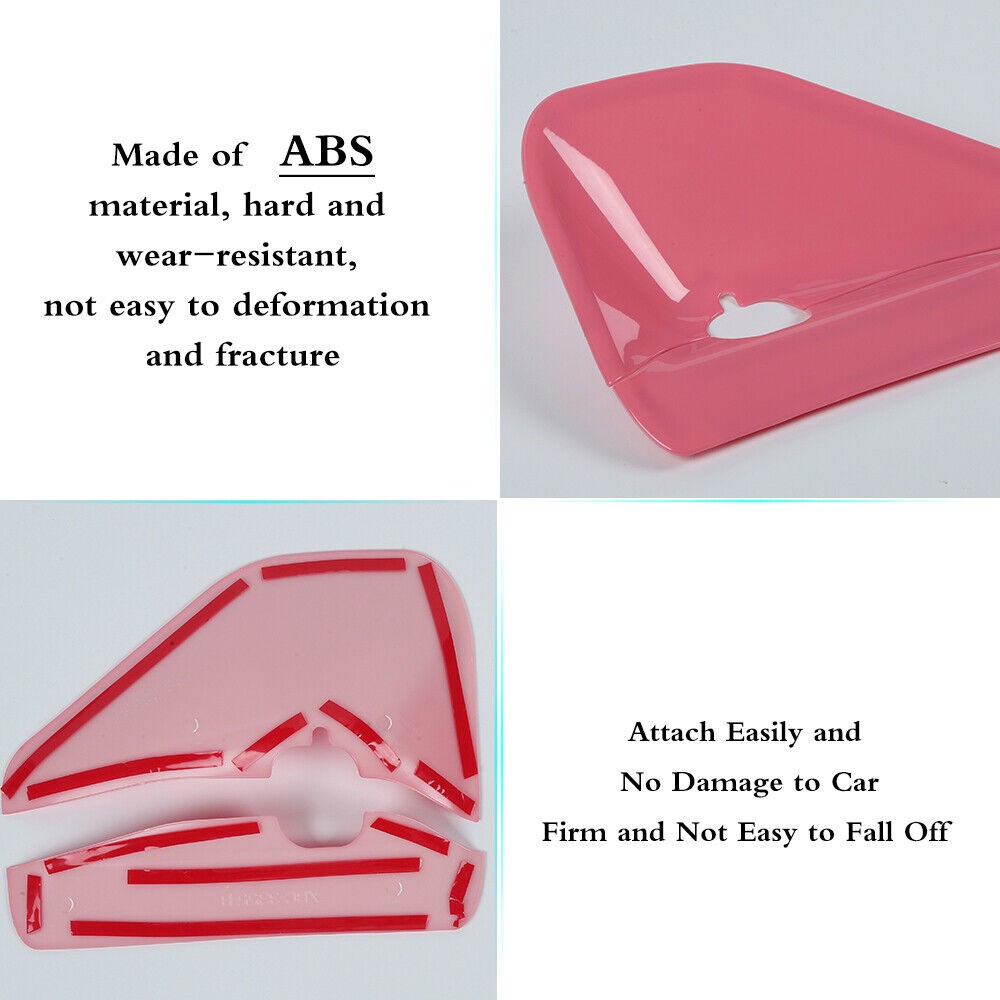 Made of ABS
material, hard and
wear-resistant,
not easy to deformation
and fracture
Attach Easily and
No Damage to Car
Firm and Not Easy to Fall Off